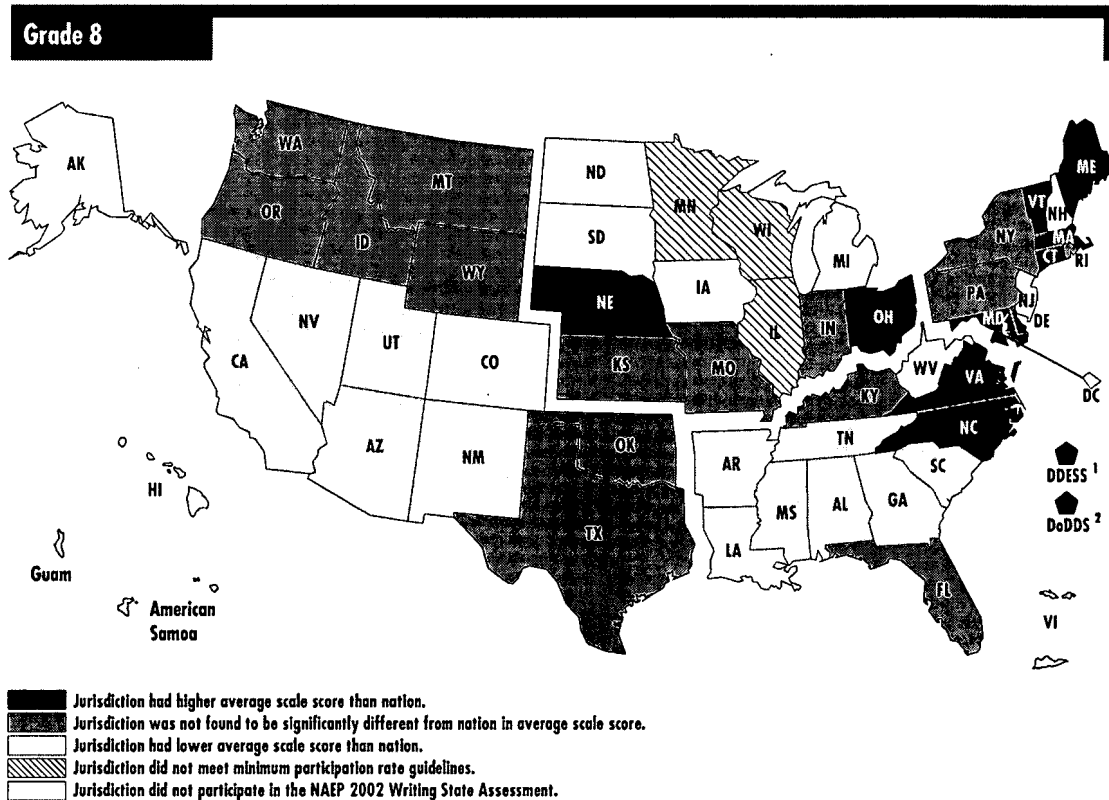 Grade 8
AK
WA
MT
ND
MN
ME
VT
NH
OR
ID
SD
WI
NY
MA
CT
RI
WY
MI
IA
PA
NJ
NE
IN
OH
MD
DE
NV
UT
IL
CA
CO
KS
MO
WV
VA
KY
DC
AZ
NM
OK
TN
NC
AR
SC
DDESS 1
HI
MS
AL
GA
DoDDS 2
TX
LA
Guam
FL
American
Samoa
VI
Jurisdiction had higher average scale score than nation.
Jurisdiction was not found to be significantly different from nation in average scale score.
Jurisdiction had lower average scale score than nation.
Jurisdiction did not meet minimum participation rate guidelines.
Jurisdiction did not participate in the NAEP 2002 Writing State Assessment.